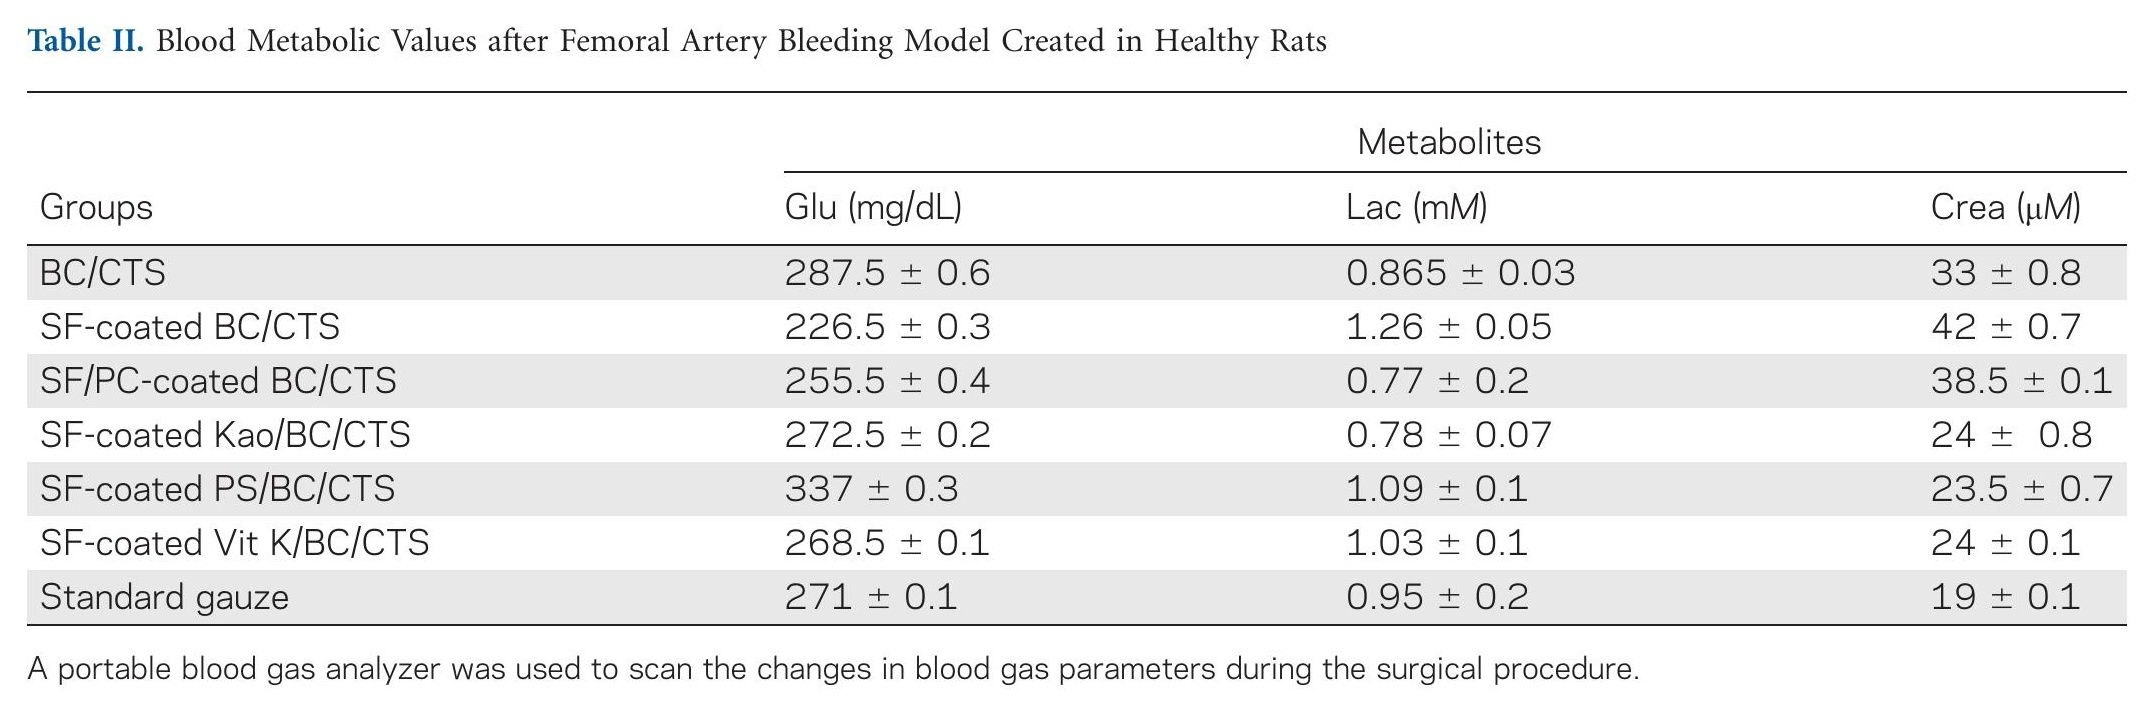 Table II. Blood Metabolic Values after Femoral Artery Bleeding Model Created in Healthy Rats
Metabolites
Groups Glu (mg/dL) Lac (mM) Crea (μM)
BC/CTS 287.5 ± 0.6 0.865 ± 0.03 33 ± 0.8
SF-coated BC/CTS 226.5 ± 0.3 1.26 ± 0.05 42 ± 0.7
SF/PC-coated BC/CTS 255.5 ± 0.4 0.77 ± 0.2 38.5 ± 0.1
SF-coated Kao/BC/CTS 272.5 ± 0.2 0.78 ± 0.07 24 ± 0.8
SF-coated PS/BC/CTS 337 ± 0.3 1.09 ± 0.1 23.5 ± 0.7
SF-coated Vit K/BC/CTS 268.5 ± 0.1 1.03 ± 0.1 24 ± 0.1
Standard gauze 271 ± 0.1 0.95 ± 0.2 19 ± 0.1
A portable blood gas analyzer was used to scan the changes in blood gas parameters during the surgical procedure.